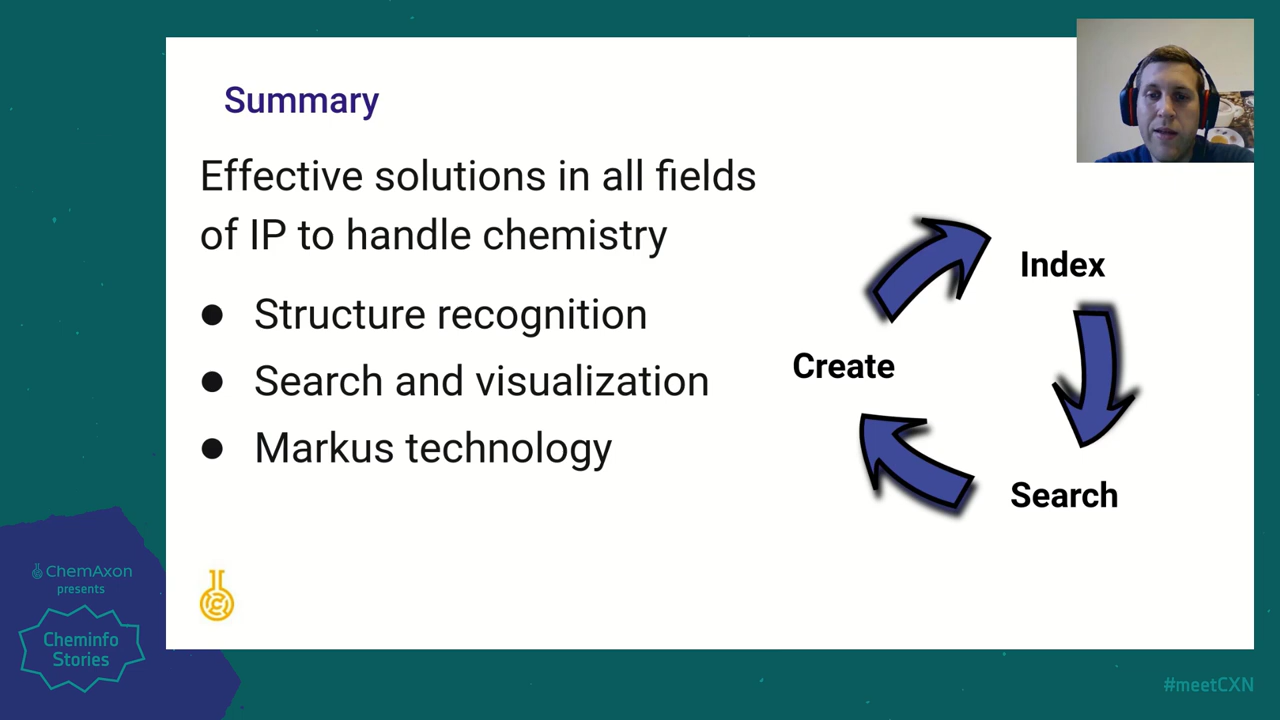 Summary
Effective solutions in all fields
of IP to handle chemistry
● Structure recognition
● Search and visualization
● Markus technology
Index
Create
Search
ChemAxon
presents
Cheminfo
Stories
#meetCXN